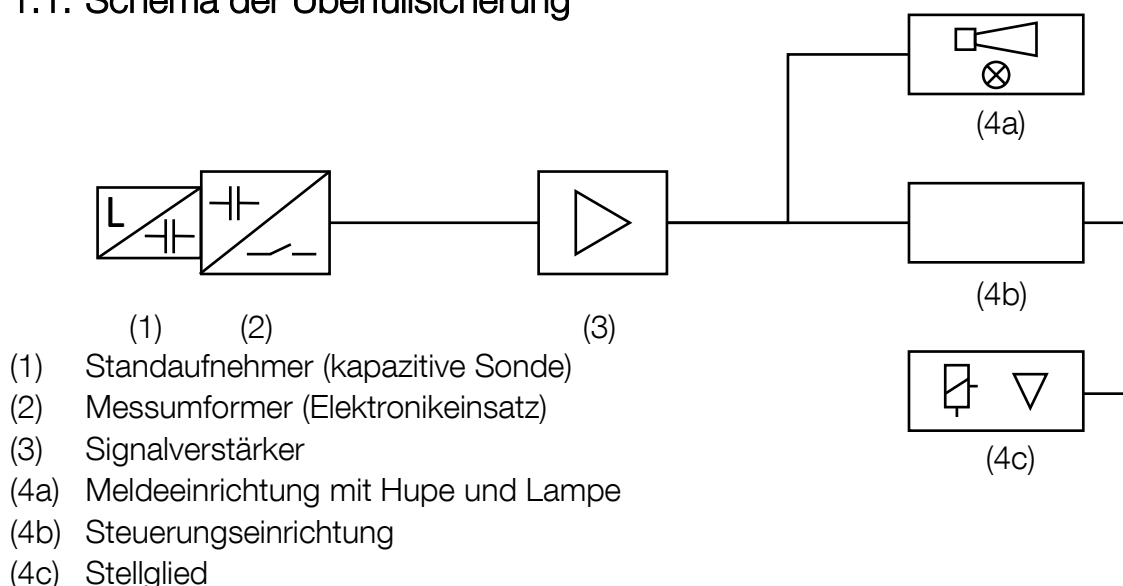 1.1. Schema der Überfüllsicherung
(4a)
L
(4b)
(1) (2) (3)
(4c)
(1) Standaufnehmer (kapazitive Sonde)
(2) Messumformer (Elektronikeinsatz)
(3) Signalverstärker
(4a) Meldeeinrichtung mit Hupe und Lampe
(4b) Steuerungseinrichtung
(4c) Stellglied